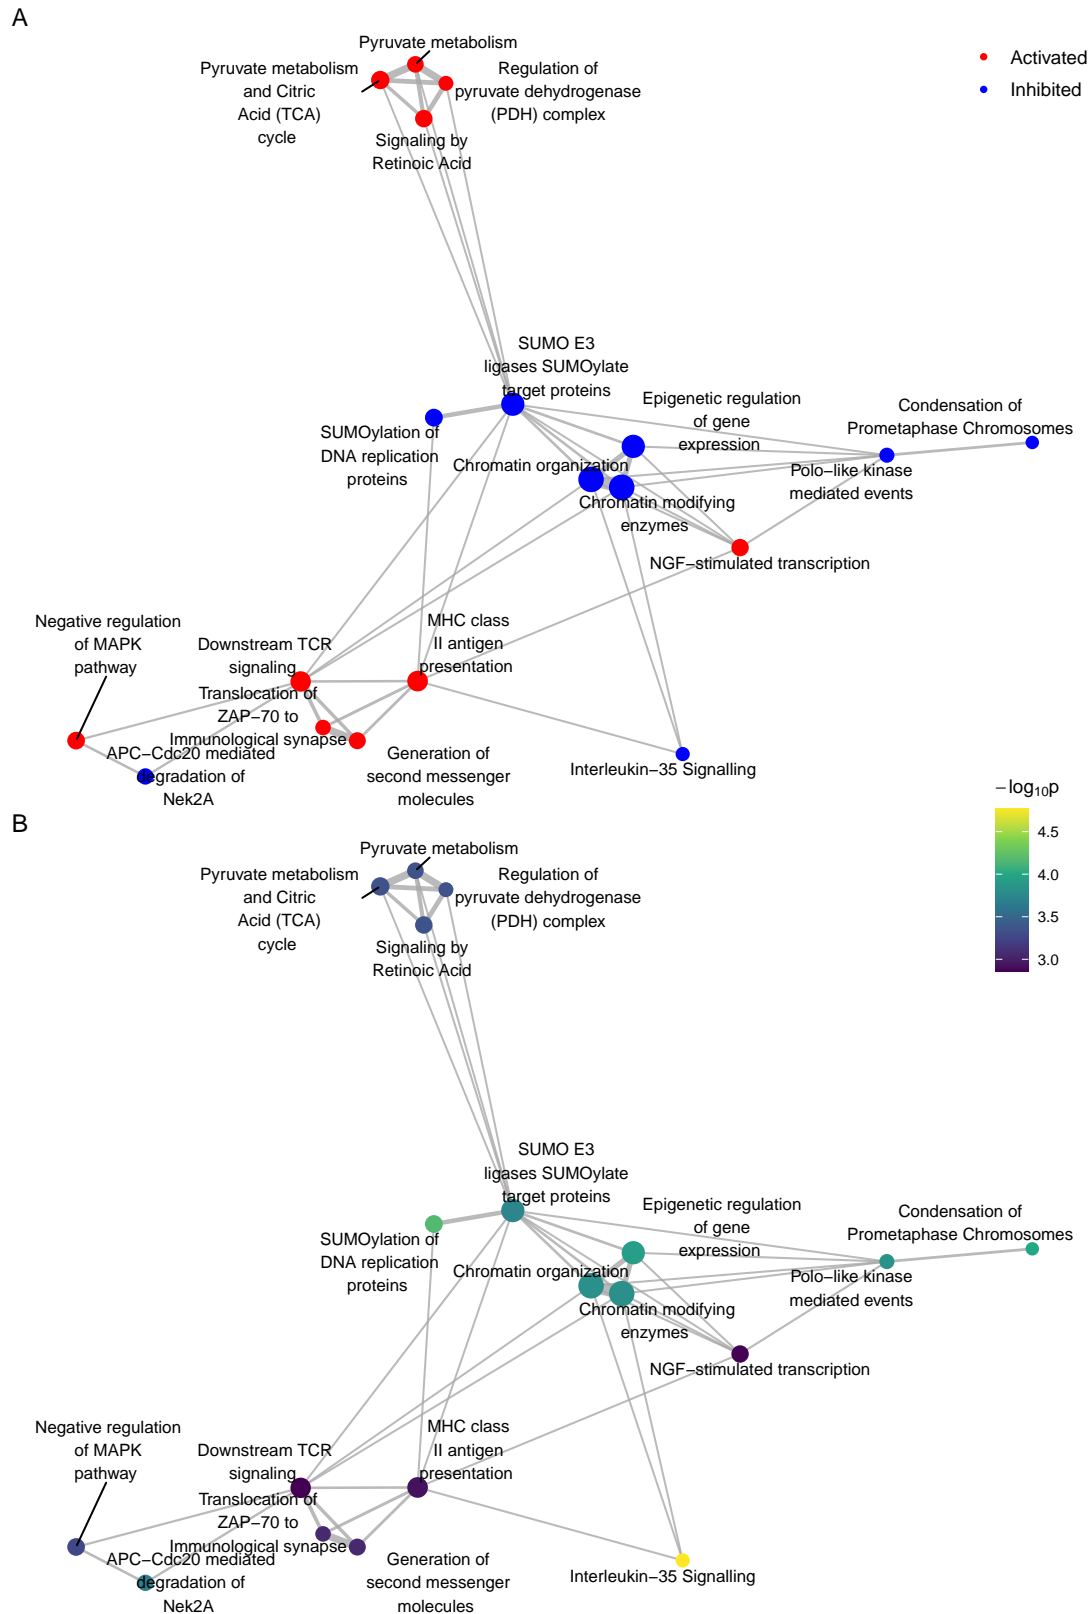 A
Pyruvate metabolism
Pyruvate metabolism
and Citric
Acid (TCA)
cycle
Regulation of
pyruvate dehydrogenase
(PDH) complex
Signaling by
Retinoic Acid
Activated
Inhibited
SUMO E3
ligases SUMOylate
target proteins
SUMOylation of
DNA replication
proteins
Epigenetic regulation
of gene
expression
Condensation of
Prometaphase Chromosomes
Chromatin organization
Polo−like kinase
mediated events
Chromatin modifying
enzymes
NGF−stimulated transcription
Negative regulation
of MAPK
pathway
Downstream TCR
signaling
MHC class
II antigen
presentation
Translocation of
ZAP−70 to
Immunological synapse
APC−Cdc20 mediated
degradation of
Nek2A
Generation of
second messenger
molecules
Interleukin−35 Signalling
−log₁₀p
4.5
4.0
3.5
3.0
B
Pyruvate metabolism
Pyruvate metabolism
and Citric
Acid (TCA)
cycle
Regulation of
pyruvate dehydrogenase
(PDH) complex
Signaling by
Retinoic Acid
SUMO E3
ligases SUMOylate
target proteins
SUMOylation of
DNA replication
proteins
Epigenetic regulation
of gene
expression
Condensation of
Prometaphase Chromosomes
Chromatin organization
Polo−like kinase
mediated events
Chromatin modifying
enzymes
NGF−stimulated transcription
Negative regulation
of MAPK
pathway
Downstream TCR
signaling
MHC class
II antigen
presentation
Translocation of
ZAP−70 to
Immunological synapse
APC−Cdc20 mediated
degradation of
Nek2A
Generation of
second messenger
molecules
Interleukin−35 Signalling